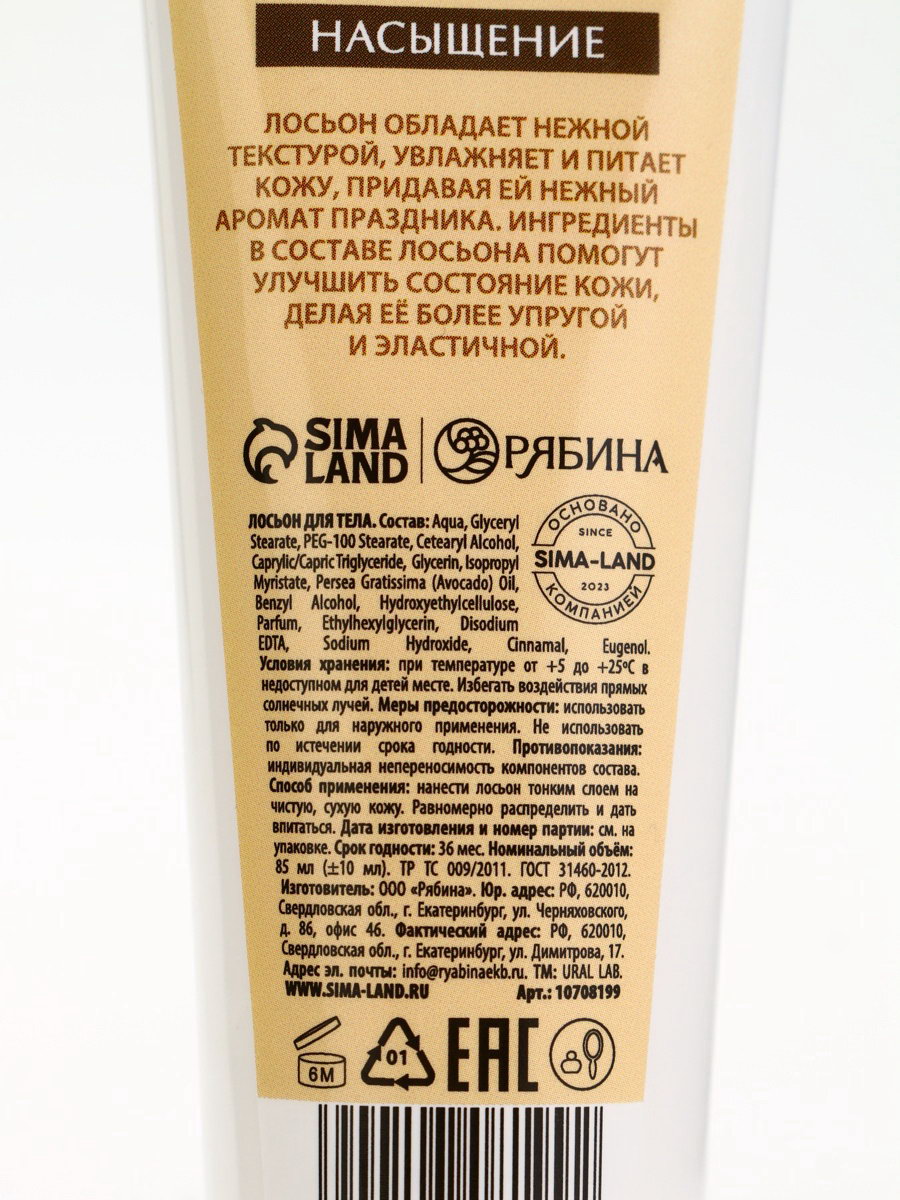 НАСЫЩЕНИЕ
ЛОСЬОН ОБЛАДАЕТ НЕЖНОЙ
ТЕКСТУРОЙ, УВЛАЖНЯЕТ И ПИТАЕТ
КОЖУ, ПРИДАВАЯ ЕЙ НЕЖНЫЙ
АРОМАТ ПРАЗДНИКА. ИНГРЕДИЕНТЫ
В СОСТАВЕ ЛОСЬОНА ПОМОГУТ
УЛУЧШИТЬ СОСТОЯНИЕ КОЖИ,
ДЕЛАЯ ЕЁ БОЛЕЕ УПРУГОЙ
И ЭЛАСТИЧНОЙ.
SIMA
LAND
РЯБИНА
ОСНОВАНО
SINCE
SIMA-LAND
2023
КОМПАНИЕЙ
ЛОСЬОН ДЛЯ ТЕЛА. Состав: Aqua, Glyceryl
Stearate, PEG-100 Stearate, Cetearyl Alcohol,
Caprylic/Capric Triglyceride, Glycerin, Isopropyl
Myristate, Persea Gratissima (Avocado) Oil,
Benzyl Alcohol, Hydroxyethylcellulose,
Parfum, Ethylhexylglycerin, Disodium
EDTA, Sodium Hydroxide, Cinnamal, Eugenol.
Условия хранения: при температуре от +5 до +25ºС в
недоступном для детей месте. Избегать воздействия прямых
солнечных лучей. Меры предосторожности: использовать
только для наружного применения. Не использовать
по истечении срока годности. Противопоказания:
индивидуальная непереносимость компонентов состава.
Способ применения: нанести лосьон тонким слоем на
чистую, сухую кожу. Равномерно распределить и дать
впитаться. Дата изготовления и номер партии: см. на
упаковке. Срок годности: 36 мес. Номинальный объём:
85 мл (±10 мл). ТР ТС 009/2011. ГОСТ 31460-2012.
Изготовитель: ООО «Рябина». Юр. адрес: РФ, 620010,
Свердловская обл., г. Екатеринбург, ул. Черняховского,
д. 86, офис 46. Фактический адрес: РФ, 620010,
Свердловская обл., г. Екатеринбург, ул. Димитрова, 17.
Адрес эл. почты: info@ryabinaekb.ru. ТМ: URAL LAB.
WWW.SIMA-LAND.RU Арт.: 10708199
6M
01
ЕАС